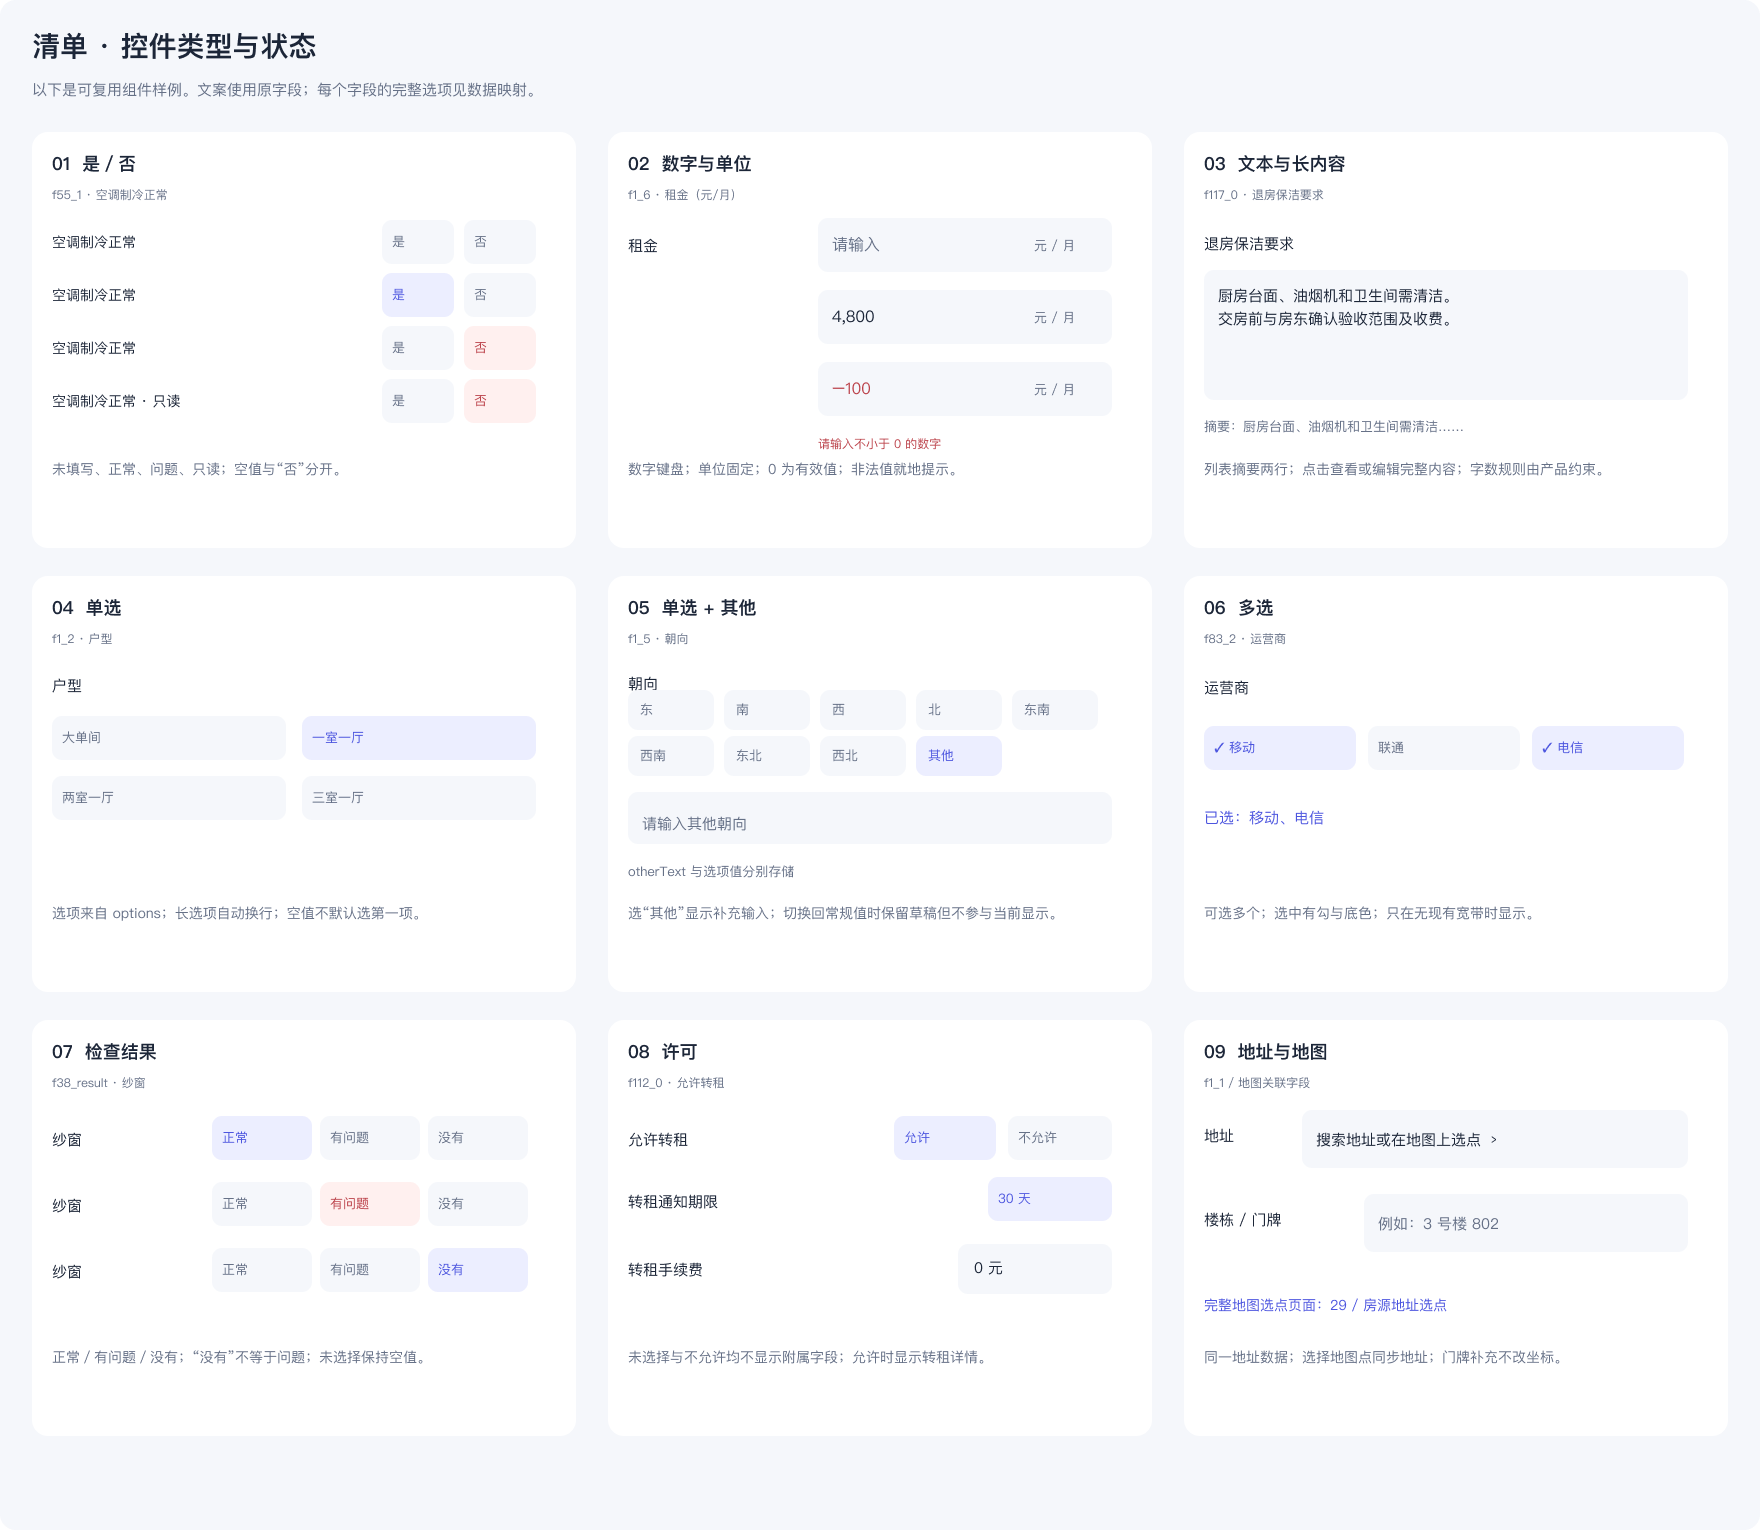 清单 · 控件类型与状态
以下是可复用组件样例。文案使用原字段；每个字段的完整选项见数据映射。
01 是 / 否
f55_1 · 空调制冷正常
空调制冷正常 是 否
空调制冷正常 是 否
空调制冷正常 是 否
空调制冷正常 · 只读 是 否
未填写、正常、问题、只读；空值与“否”分开。
02 数字与单位
f1_6 · 租金（元/月）
租金 请输入 元 / 月
4,800 元 / 月
−100 元 / 月
请输入不小于 0 的数字
数字键盘；单位固定；0 为有效值；非法值就地提示。
03 文本与长内容
f117_0 · 退房保洁要求
退房保洁要求
厨房台面、油烟机和卫生间需清洁。
交房前与房东确认验收范围及收费。
摘要：厨房台面、油烟机和卫生间需清洁……
列表摘要两行；点击查看或编辑完整内容；字数规则由产品约束。
04 单选
f1_2 · 户型
户型
大单间 一室一厅
两室一厅 三室一厅
选项来自 options；长选项自动换行；空值不默认选第一项。
05 单选 + 其他
f1_5 · 朝向
朝向
东 南 西 北 东南
西南 东北 西北 其他
请输入其他朝向
otherText 与选项值分别存储
选“其他”显示补充输入；切换回常规值时保留草稿但不参与当前显示。
06 多选
f83_2 · 运营商
运营商
✓ 移动 联通 ✓ 电信
已选：移动、电信
可选多个；选中有勾与底色；只在无现有宽带时显示。
07 检查结果
f38_result · 纱窗
纱窗 正常 有问题 没有
纱窗 正常 有问题 没有
纱窗 正常 有问题 没有
正常 / 有问题 / 没有；“没有”不等于问题；未选择保持空值。
08 许可
f112_0 · 允许转租
允许转租 允许 不允许
转租通知期限 30 天
转租手续费 0 元
未选择与不允许均不显示附属字段；允许时显示转租详情。
09 地址与地图
f1_1 / 地图关联字段
地址 搜索地址或在地图上选点 ›
楼栋 / 门牌 例如：3 号楼 802
完整地图选点页面：29 / 房源地址选点
同一地址数据；选择地图点同步地址；门牌补充不改坐标。